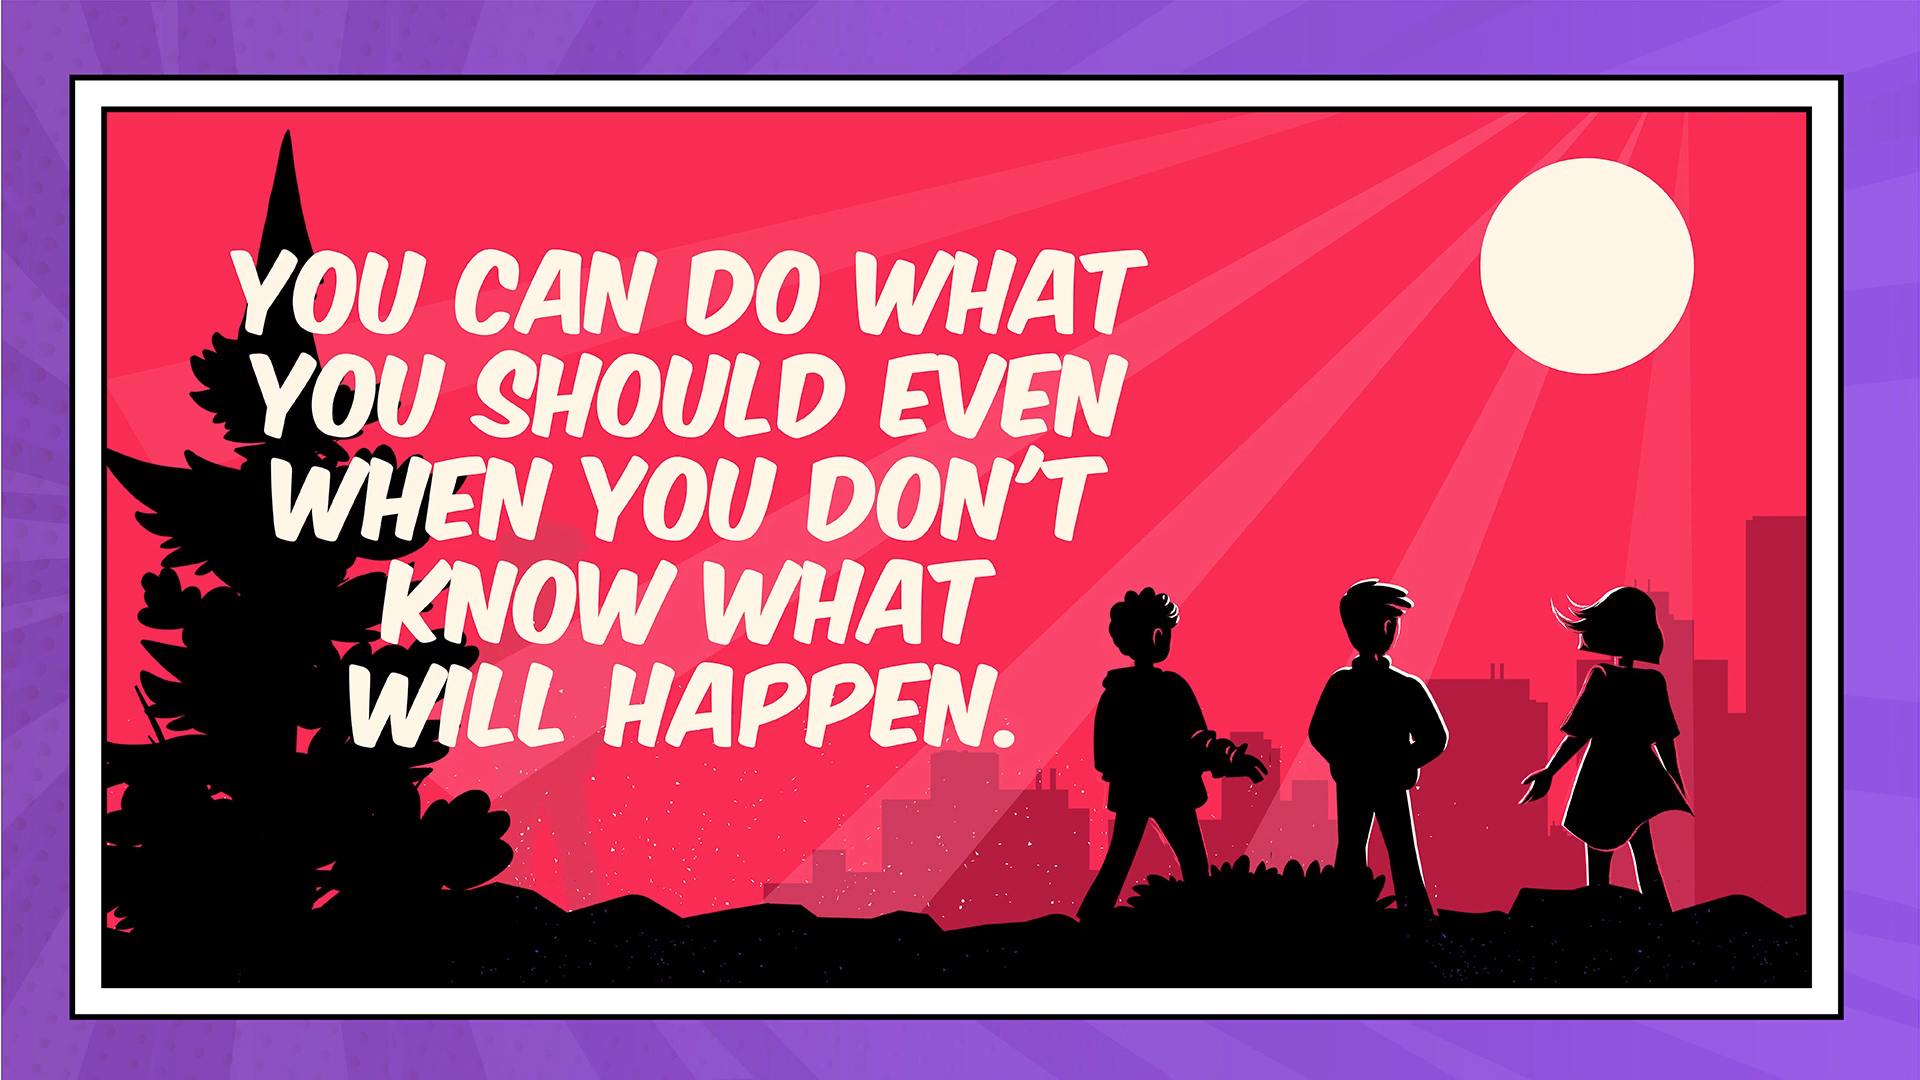 YOU CAN DO WHAT
YOU SHOULD EVEN
WHEN YOU DON'T
KNOW WHAT
WILL HAPPEN.